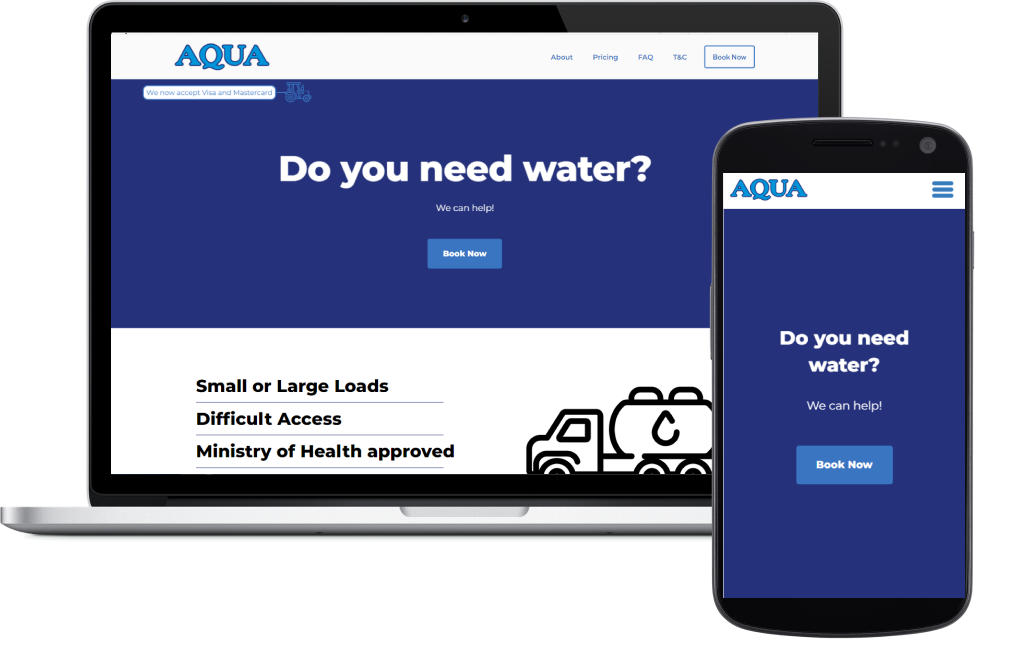 AQUA
About Pricing FAQ T&C Book Now
We now accept Visa and Mastercard
Do you need water?
We can help!
Book Now
Small or Large Loads
Difficult Access
Ministry of Health approved
AQUA
Do you need
water?
We can help!
Book Now